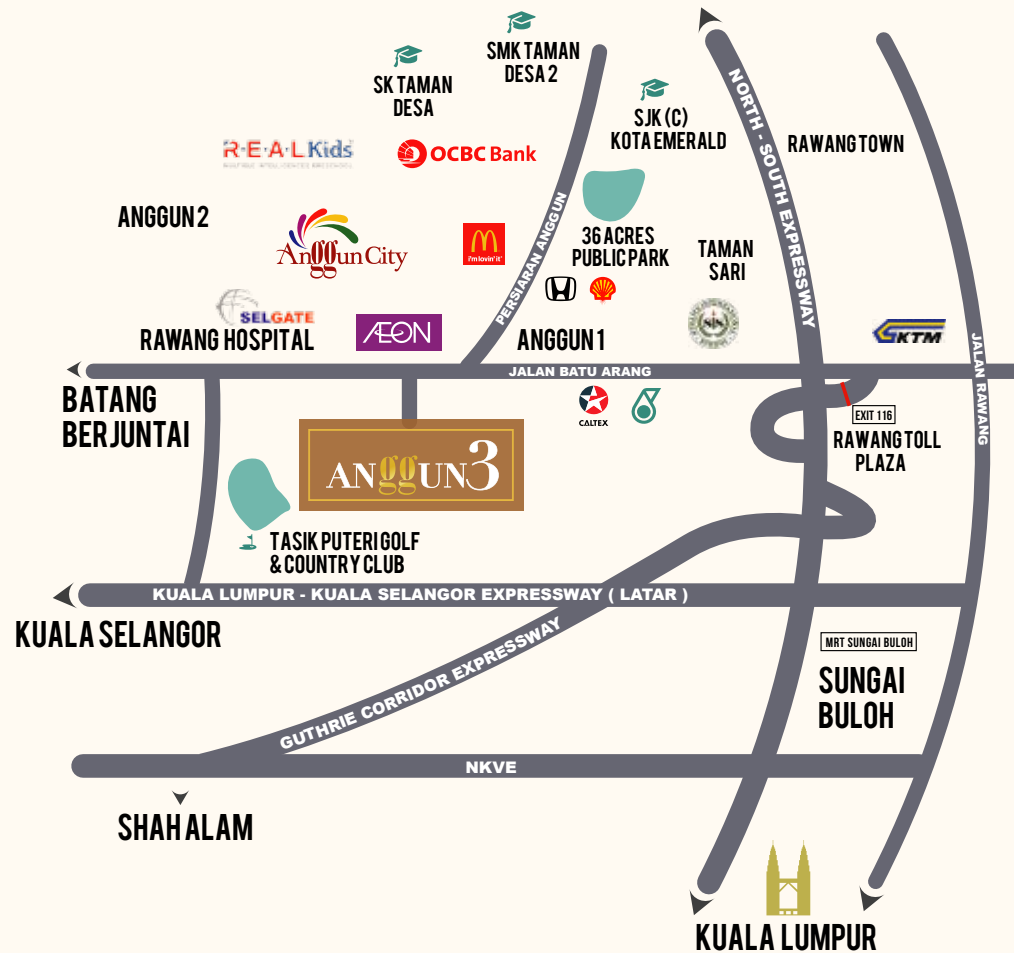 SK TAMAN
DESA
SMK TAMAN
DESA 2
SJK (C)
KOTA EMERALD
NORTH - SOUTH EXPRESSWAY
RAWANG TOWN
R·E·A·L Kids
OCBC Bank
PERSIARAN ANGGUN
ANGGUN 2
Anggun City
i'm lovin' it
36 ACRES
PUBLIC PARK
TAMAN
SARI
SELGATE
RAWANG HOSPITAL
AEON
ANGGUN 1
SJS
KTM
JALAN RAWANG
JALAN BATU ARANG
BATANG
BERJUNTAI
CALTEX
EXIT 116
RAWANG TOLL
PLAZA
ANggUN3
TASIK PUTERI GOLF
& COUNTRY CLUB
KUALA LUMPUR - KUALA SELANGOR EXPRESSWAY ( LATAR )
KUALA SELANGOR
GUTHRIE CORRIDOR EXPRESSWAY
MRT SUNGAI BULOH
SUNGAI
BULOH
NKVE
SHAH ALAM
KUALA LUMPUR